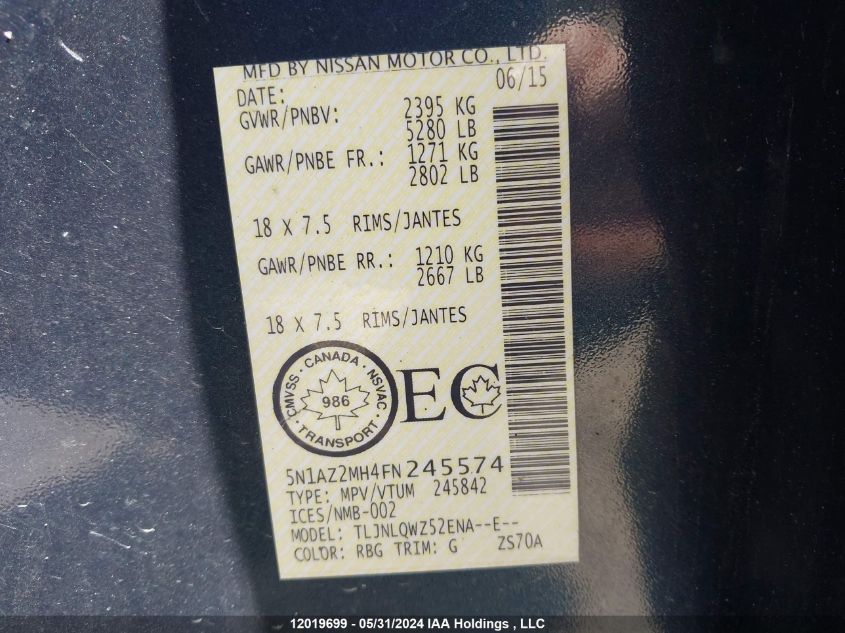 MFD BY NISSAN MOTOR CO., LTD.
DATE: 06/15
GVWR/PNBV: 2395 KG
5280 LB
GAWR/PNBE FR.: 1271 KG
2802 LB
18 X 7.5 RIMS/JANTES
GAWR/PNBE RR.: 1210 KG
2667 LB
18 X 7.5 RIMS/JANTES
CMVSS · CANADA · NSVAC
986
· TRANSPORT ·
EC
5N1AZ2MH4FN245574
TYPE: MPV/VTUM 245842
ICES/NMB-002
MODEL: TLJNLQWZ52ENA--E--
COLOR: RBG TRIM: G ZS70A
12019699 - 05/31/2024 IAA Holdings , LLC